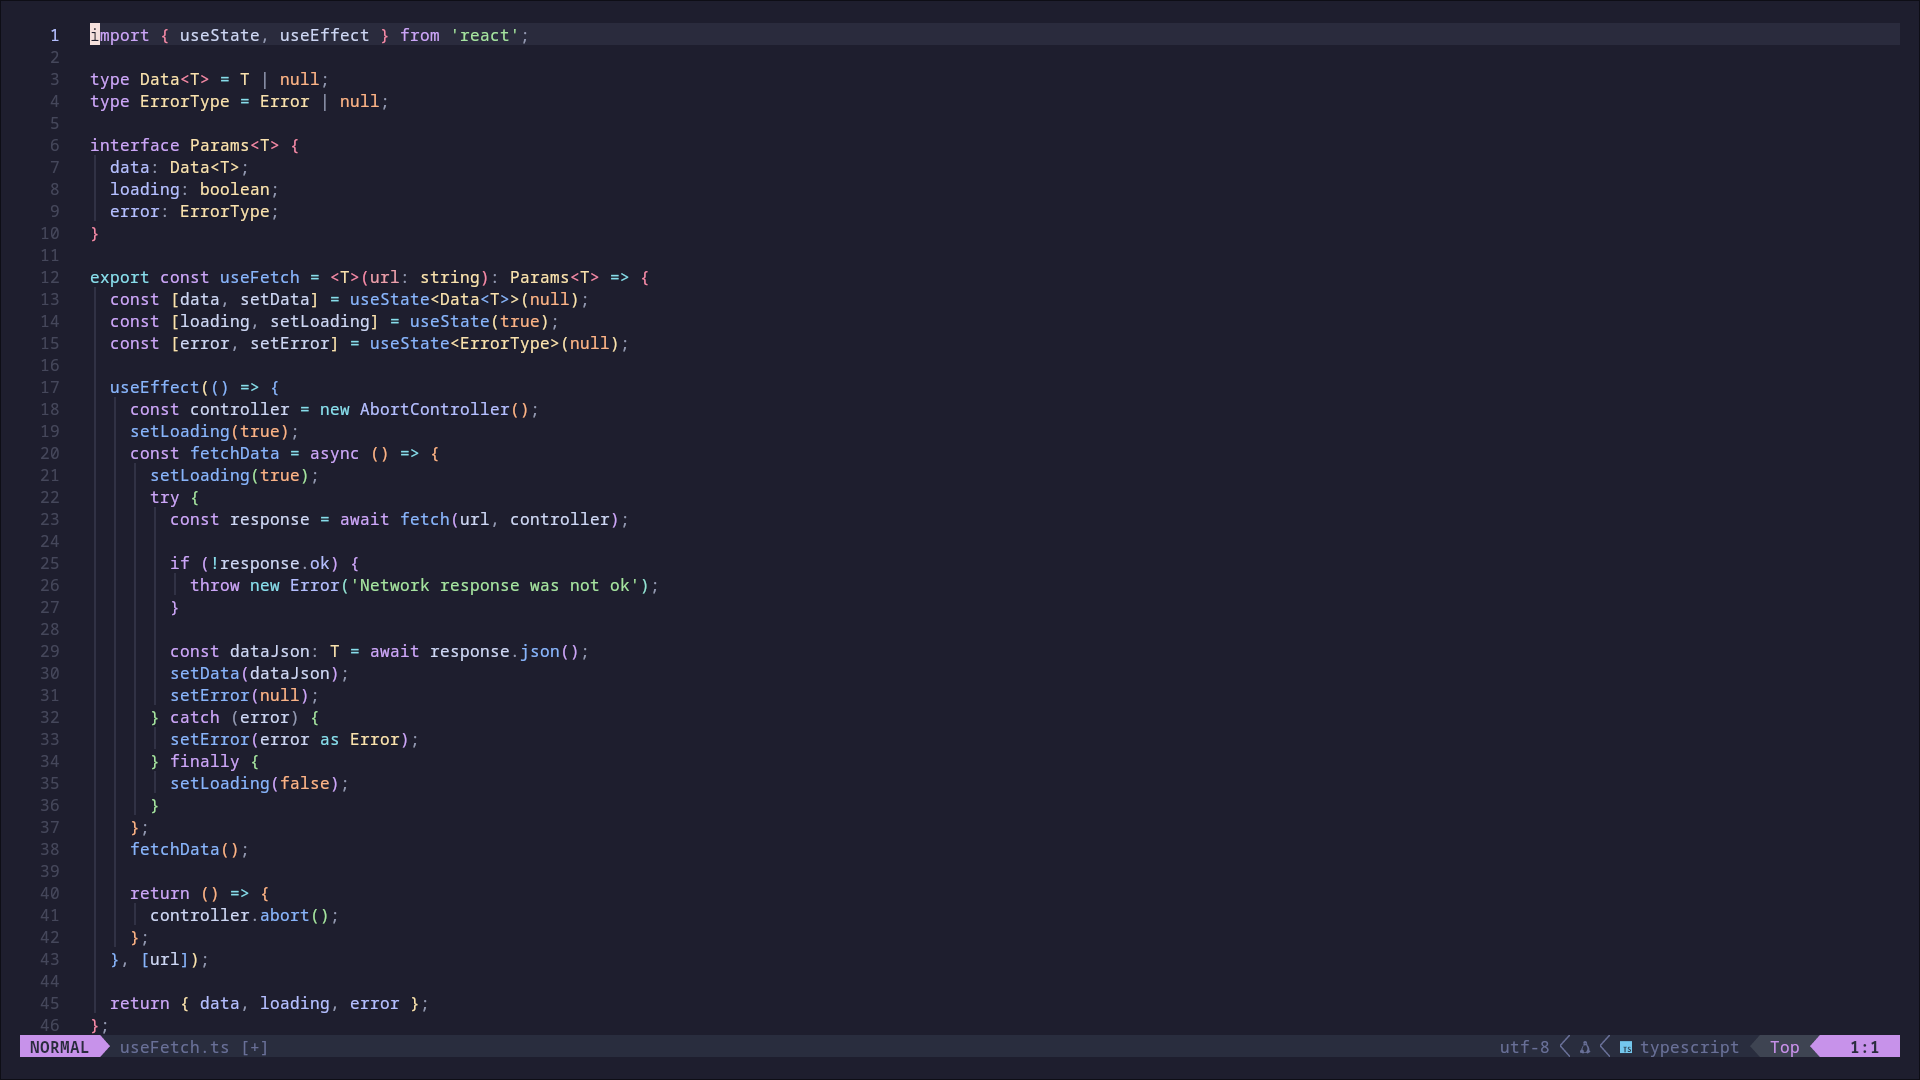 1 import { useState, useEffect } from 'react';
2
3 type Data<T> = T | null;
4 type ErrorType = Error | null;
5
6 interface Params<T> {
7   data: Data<T>;
8   loading: boolean;
9   error: ErrorType;
10 }
11
12 export const useFetch = <T>(url: string): Params<T> => {
13   const [data, setData] = useState<Data<T>>(null);
14   const [loading, setLoading] = useState(true);
15   const [error, setError] = useState<ErrorType>(null);
16
17   useEffect(() => {
18     const controller = new AbortController();
19     setLoading(true);
20     const fetchData = async () => {
21       setLoading(true);
22       try {
23         const response = await fetch(url, controller);
24
25         if (!response.ok) {
26           throw new Error('Network response was not ok');
27         }
28
29         const dataJson: T = await response.json();
30         setData(dataJson);
31         setError(null);
32       } catch (error) {
33         setError(error as Error);
34       } finally {
35         setLoading(false);
36       }
37     };
38     fetchData();
39
40     return () => {
41       controller.abort();
42     };
43   }, [url]);
44
45   return { data, loading, error };
46 };
NORMAL useFetch.ts [+] utf-8 TS typescript Top 1:1